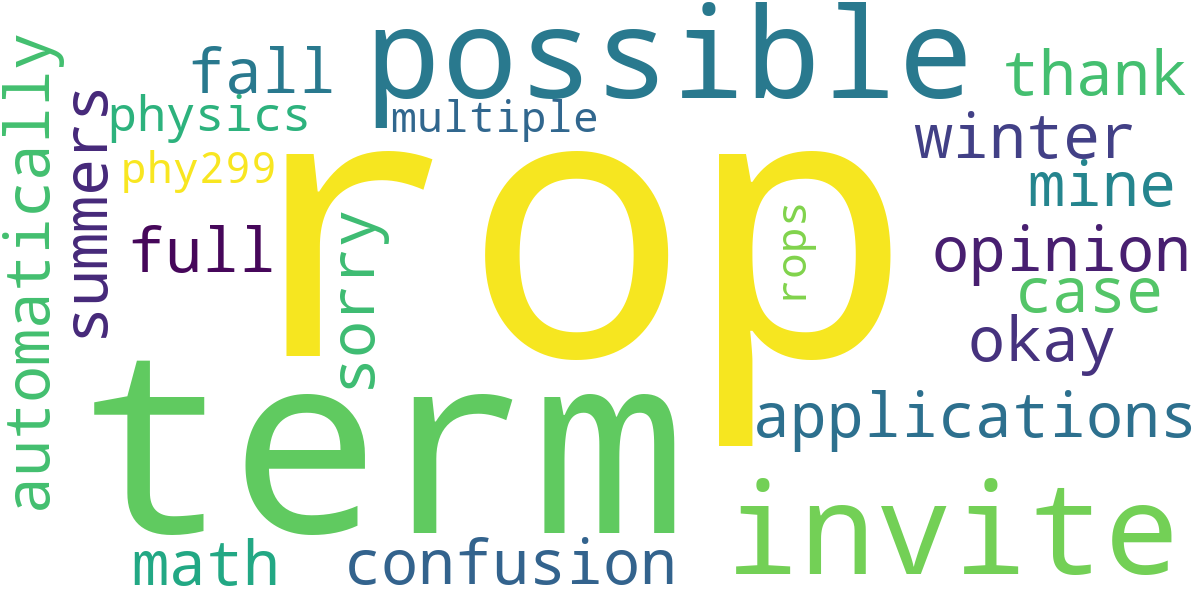 possible
fall
thank
physics
multiple
winter
phy299
mine
automatically
summers
rop
rops
full
sorry
opinion
case
okay
term
applications
invite
math
confusion